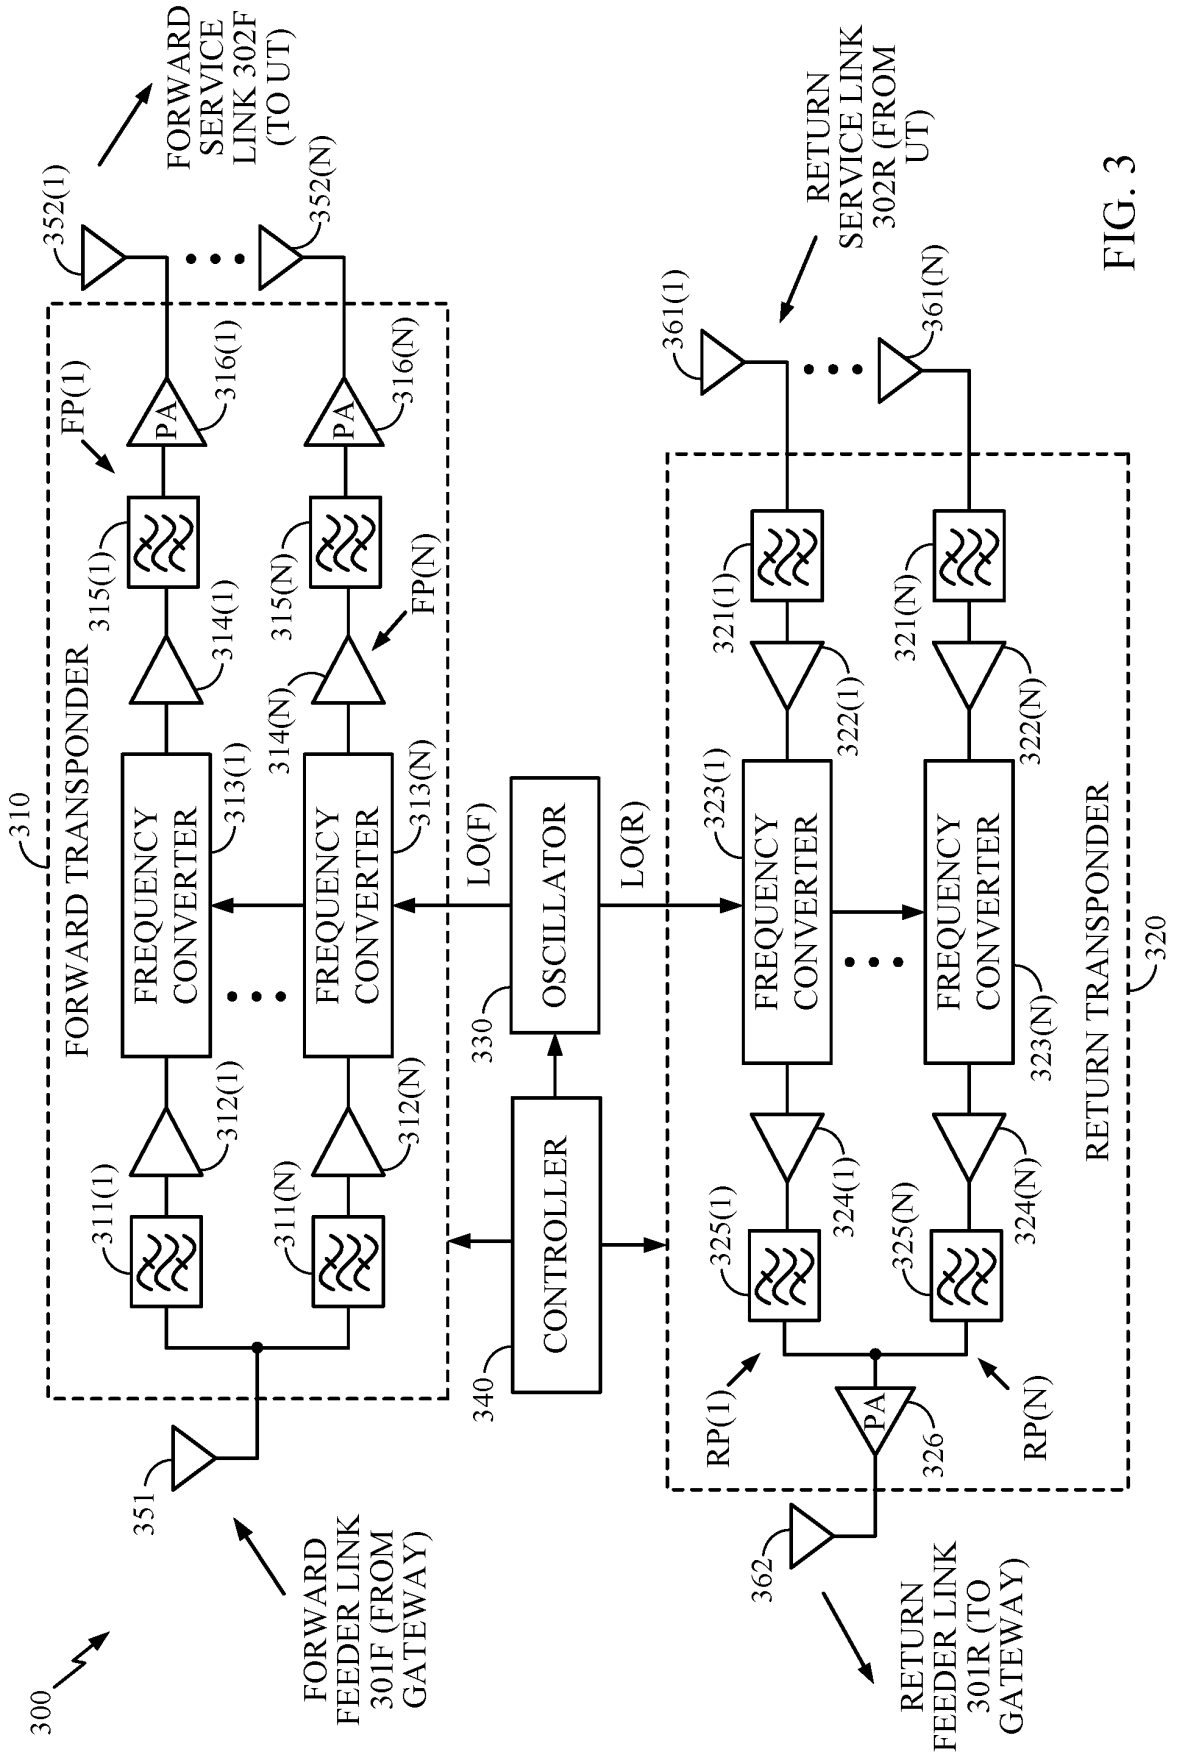 300
FORWARD
FEEDER LINK
301F (FROM
GATEWAY)
351
310
FORWARD TRANSPONDER
311(1)
312(1)
FREQUENCY
CONVERTER
313(1)
314(1)
315(1)
FP(1)
PA
316(1)
352(1)
FORWARD
SERVICE
LINK 302F
(TO UT)
311(N)
312(N)
FREQUENCY
CONVERTER
313(N)
314(N)
315(N)
FP(N)
PA
316(N)
352(N)
LO(F)
340
CONTROLLER
330
OSCILLATOR
LO(R)
RETURN
FEEDER LINK
301R (TO
GATEWAY)
362
PA
326
RP(1)
325(1)
324(1)
FREQUENCY
CONVERTER
323(1)
322(1)
321(1)
361(1)
RETURN
SERVICE LINK
302R (FROM
UT)
RP(N)
325(N)
324(N)
FREQUENCY
CONVERTER
323(N)
322(N)
321(N)
361(N)
RETURN TRANSPONDER
320
FIG. 3